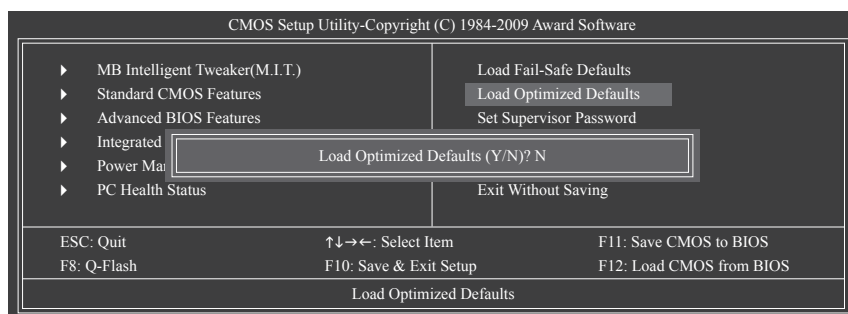 CMOS Setup Utility-Copyright (C) 1984-2009 Award Software
MB Intelligent Tweaker(M.I.T.)
Standard CMOS Features
Advanced BIOS Features
Integrated
Power Ma
PC Health Status
Load Fail-Safe Defaults
Load Optimized Defaults
Set Supervisor Password
Exit Without Saving
Load Optimized Defaults (Y/N)? N
ESC: Quit
↑↓→←: Select Item
F11: Save CMOS to BIOS
F8: Q-Flash
F10: Save & Exit Setup
F12: Load CMOS from BIOS
Load Optimized Defaults